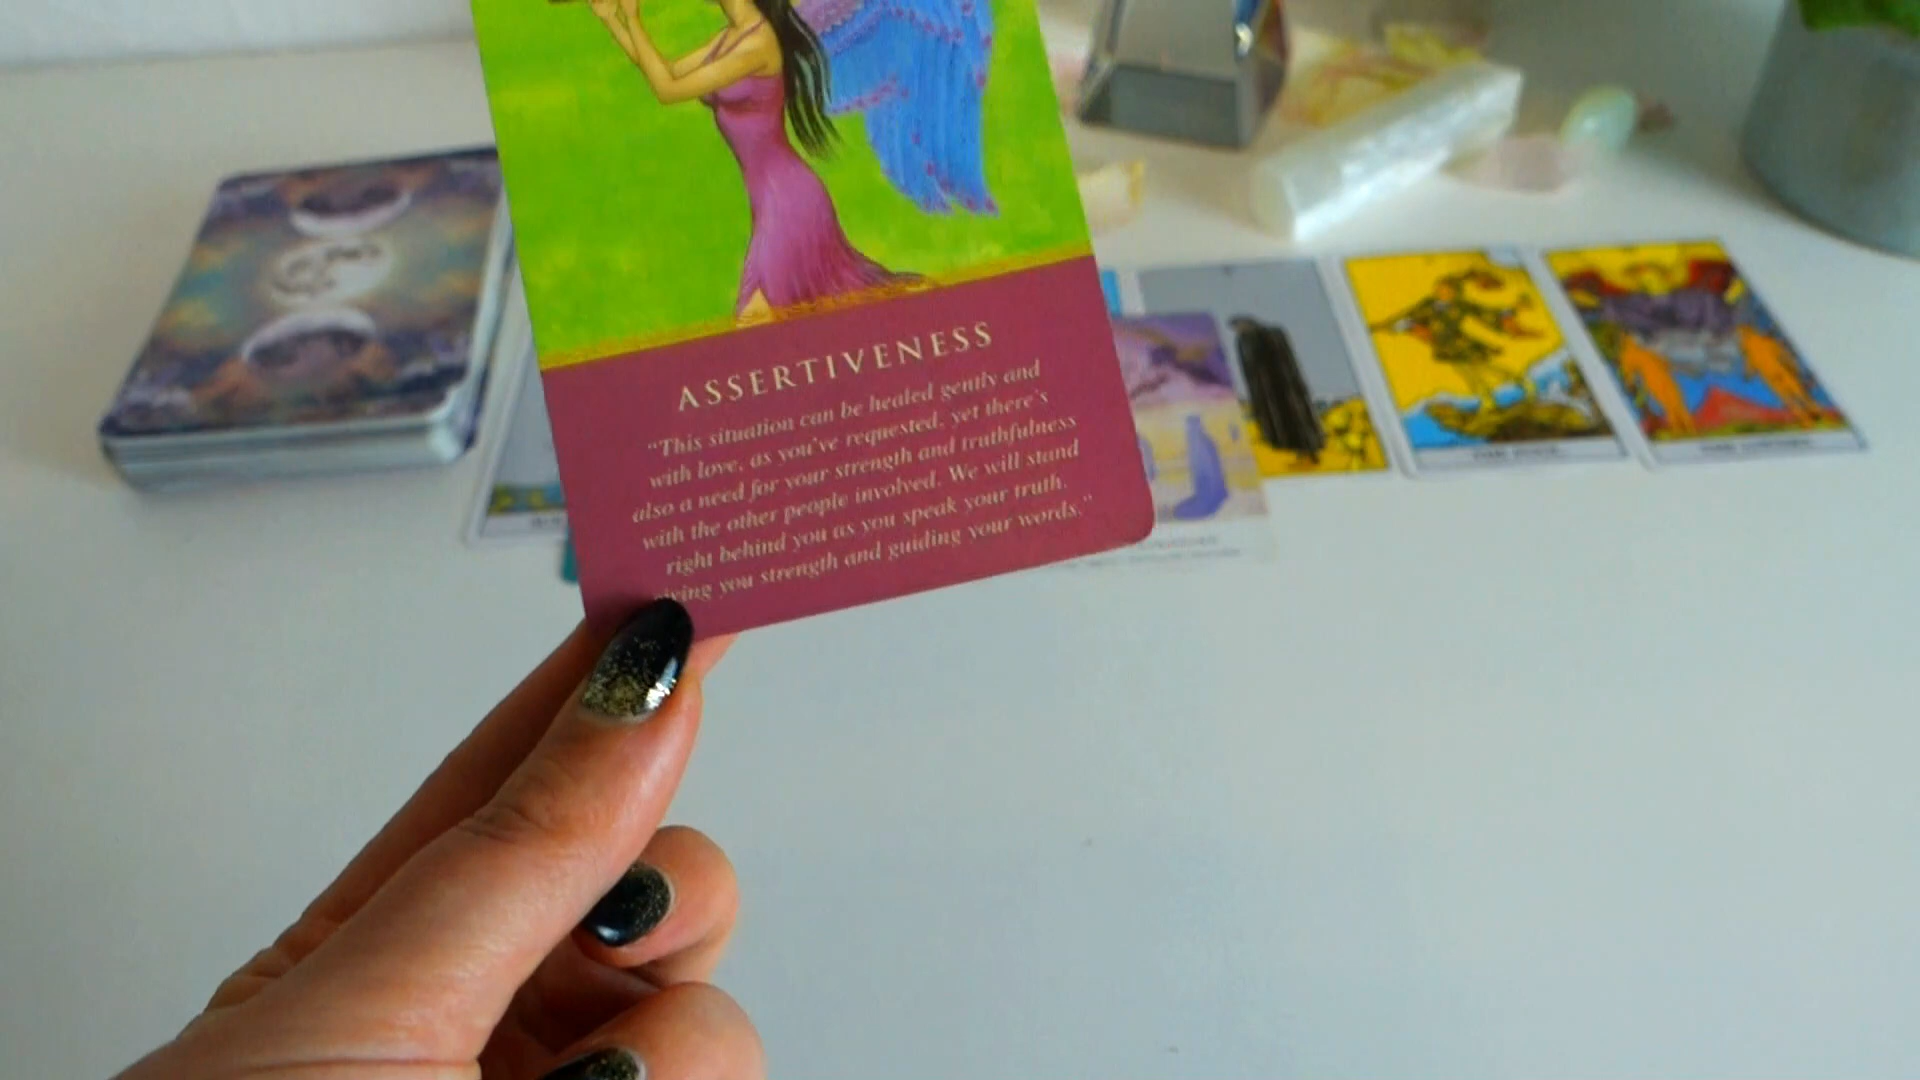 ASSERTIVENESS
“This situation can be healed gently and
with love, as you've requested, yet there's
also a need for your strength and truthfulness
with the other people involved. We will stand
right behind you as you speak your truth,
giving you strength and guiding your words.”
THE LOVERS